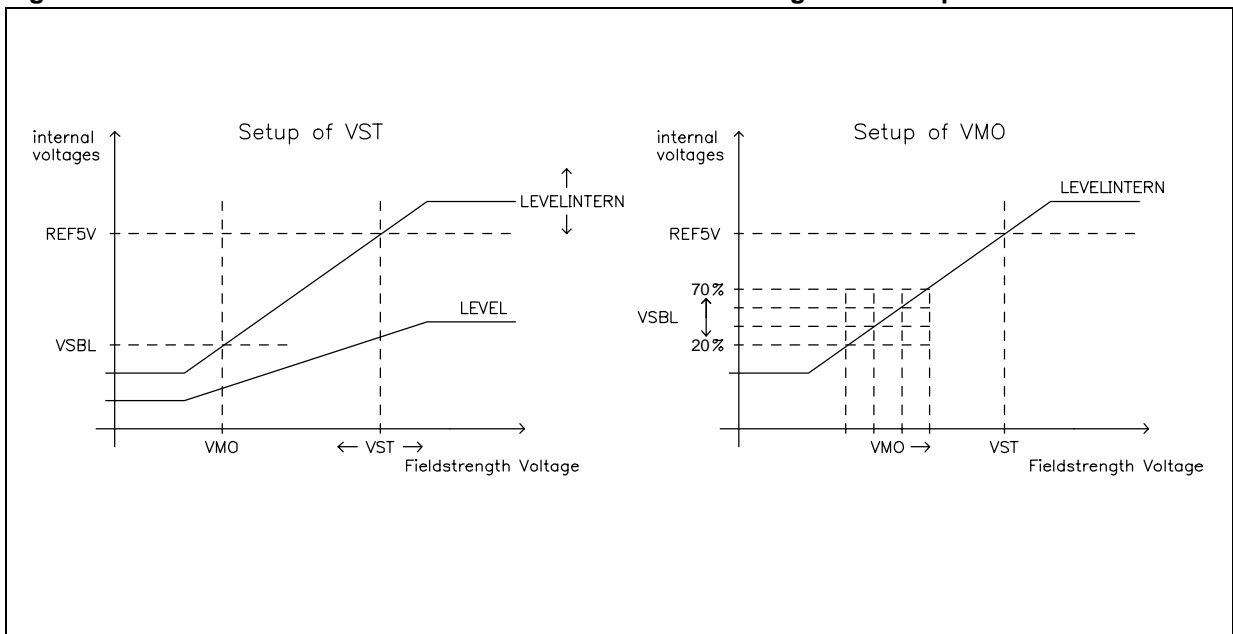 Setup of VST
internal
voltages
LEVELINTERN
REF5V
LEVEL
VSBL
VMO
← VST →
Fieldstrength Voltage
Setup of VMO
internal
voltages
LEVELINTERN
REF5V
70%
VSBL
20%
VMO →
VST
Fieldstrength Voltage